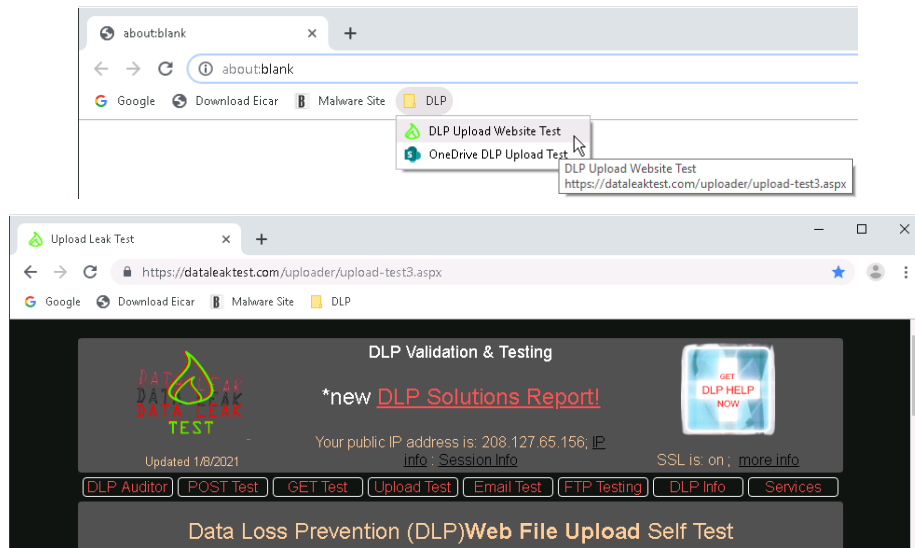 about:blank
about:blank
Google Download Eicar Malware Site DLP
DLP Upload Website Test
OneDrive DLP Upload Test
DLP Upload Website Test
https://dataleaktest.com/uploader/upload-test3.aspx
Upload Leak Test
https://dataleaktest.com/uploader/upload-test3.aspx
Google Download Eicar Malware Site DLP
DATA LEAK
DATA LEAK
DATA LEAK
TEST
Updated 1/8/2021
DLP Validation & Testing
*new DLP Solutions Report!
Your public IP address is: 208.127.65.156; IP
info ; Session Info
GET
DLP HELP
NOW
SSL is: on ; more info
DLP Auditor POST Test GET Test Upload Test Email Test FTP Testing DLP Info Services
Data Loss Prevention (DLP)Web File Upload Self Test